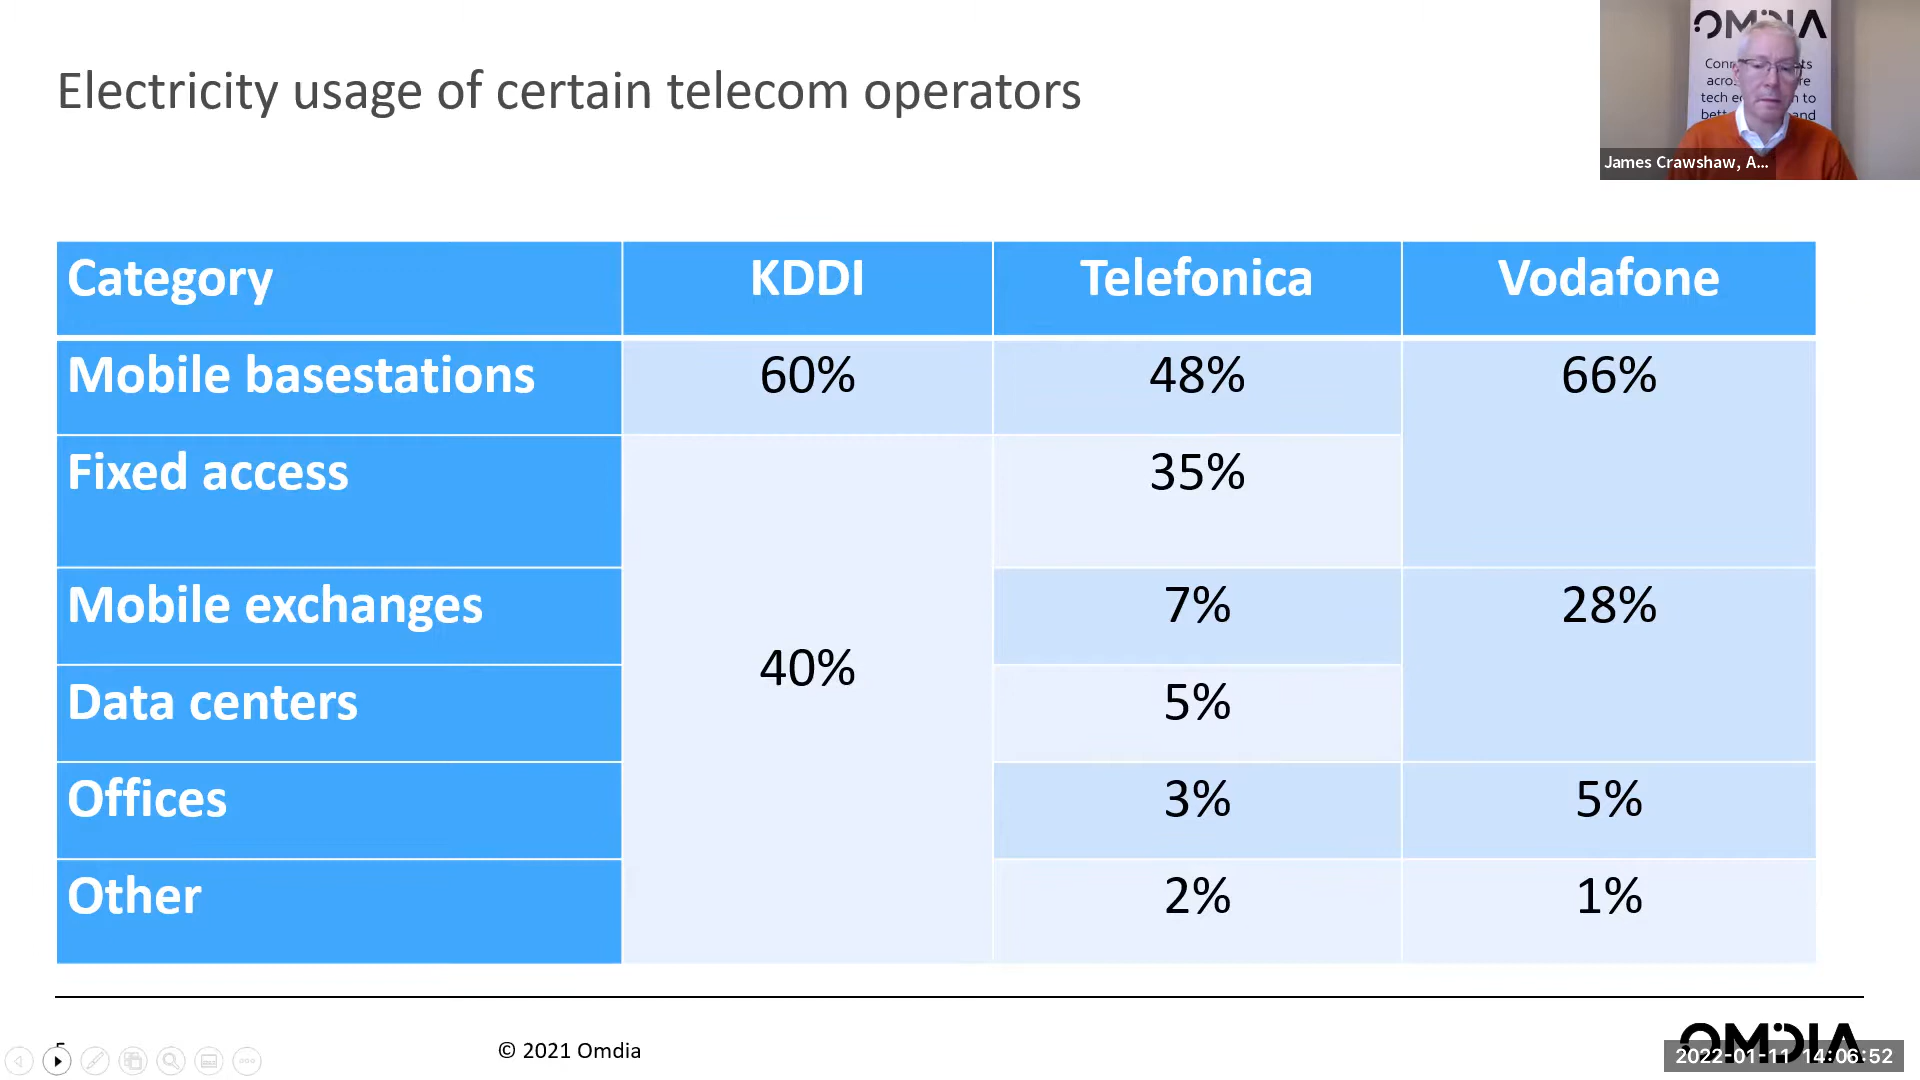 Electricity usage of certain telecom operators
OMDIA
tech
James Crawshaw, A...
Category KDDI Telefonica Vodafone
Mobile basestations 60% 48% 66%
Fixed access 35%
Mobile exchanges 7% 28%
40%
Data centers 5%
Offices 3% 5%
Other 2% 1%
© 2021 Omdia
OMDIA
2022-01-11 14:06:52